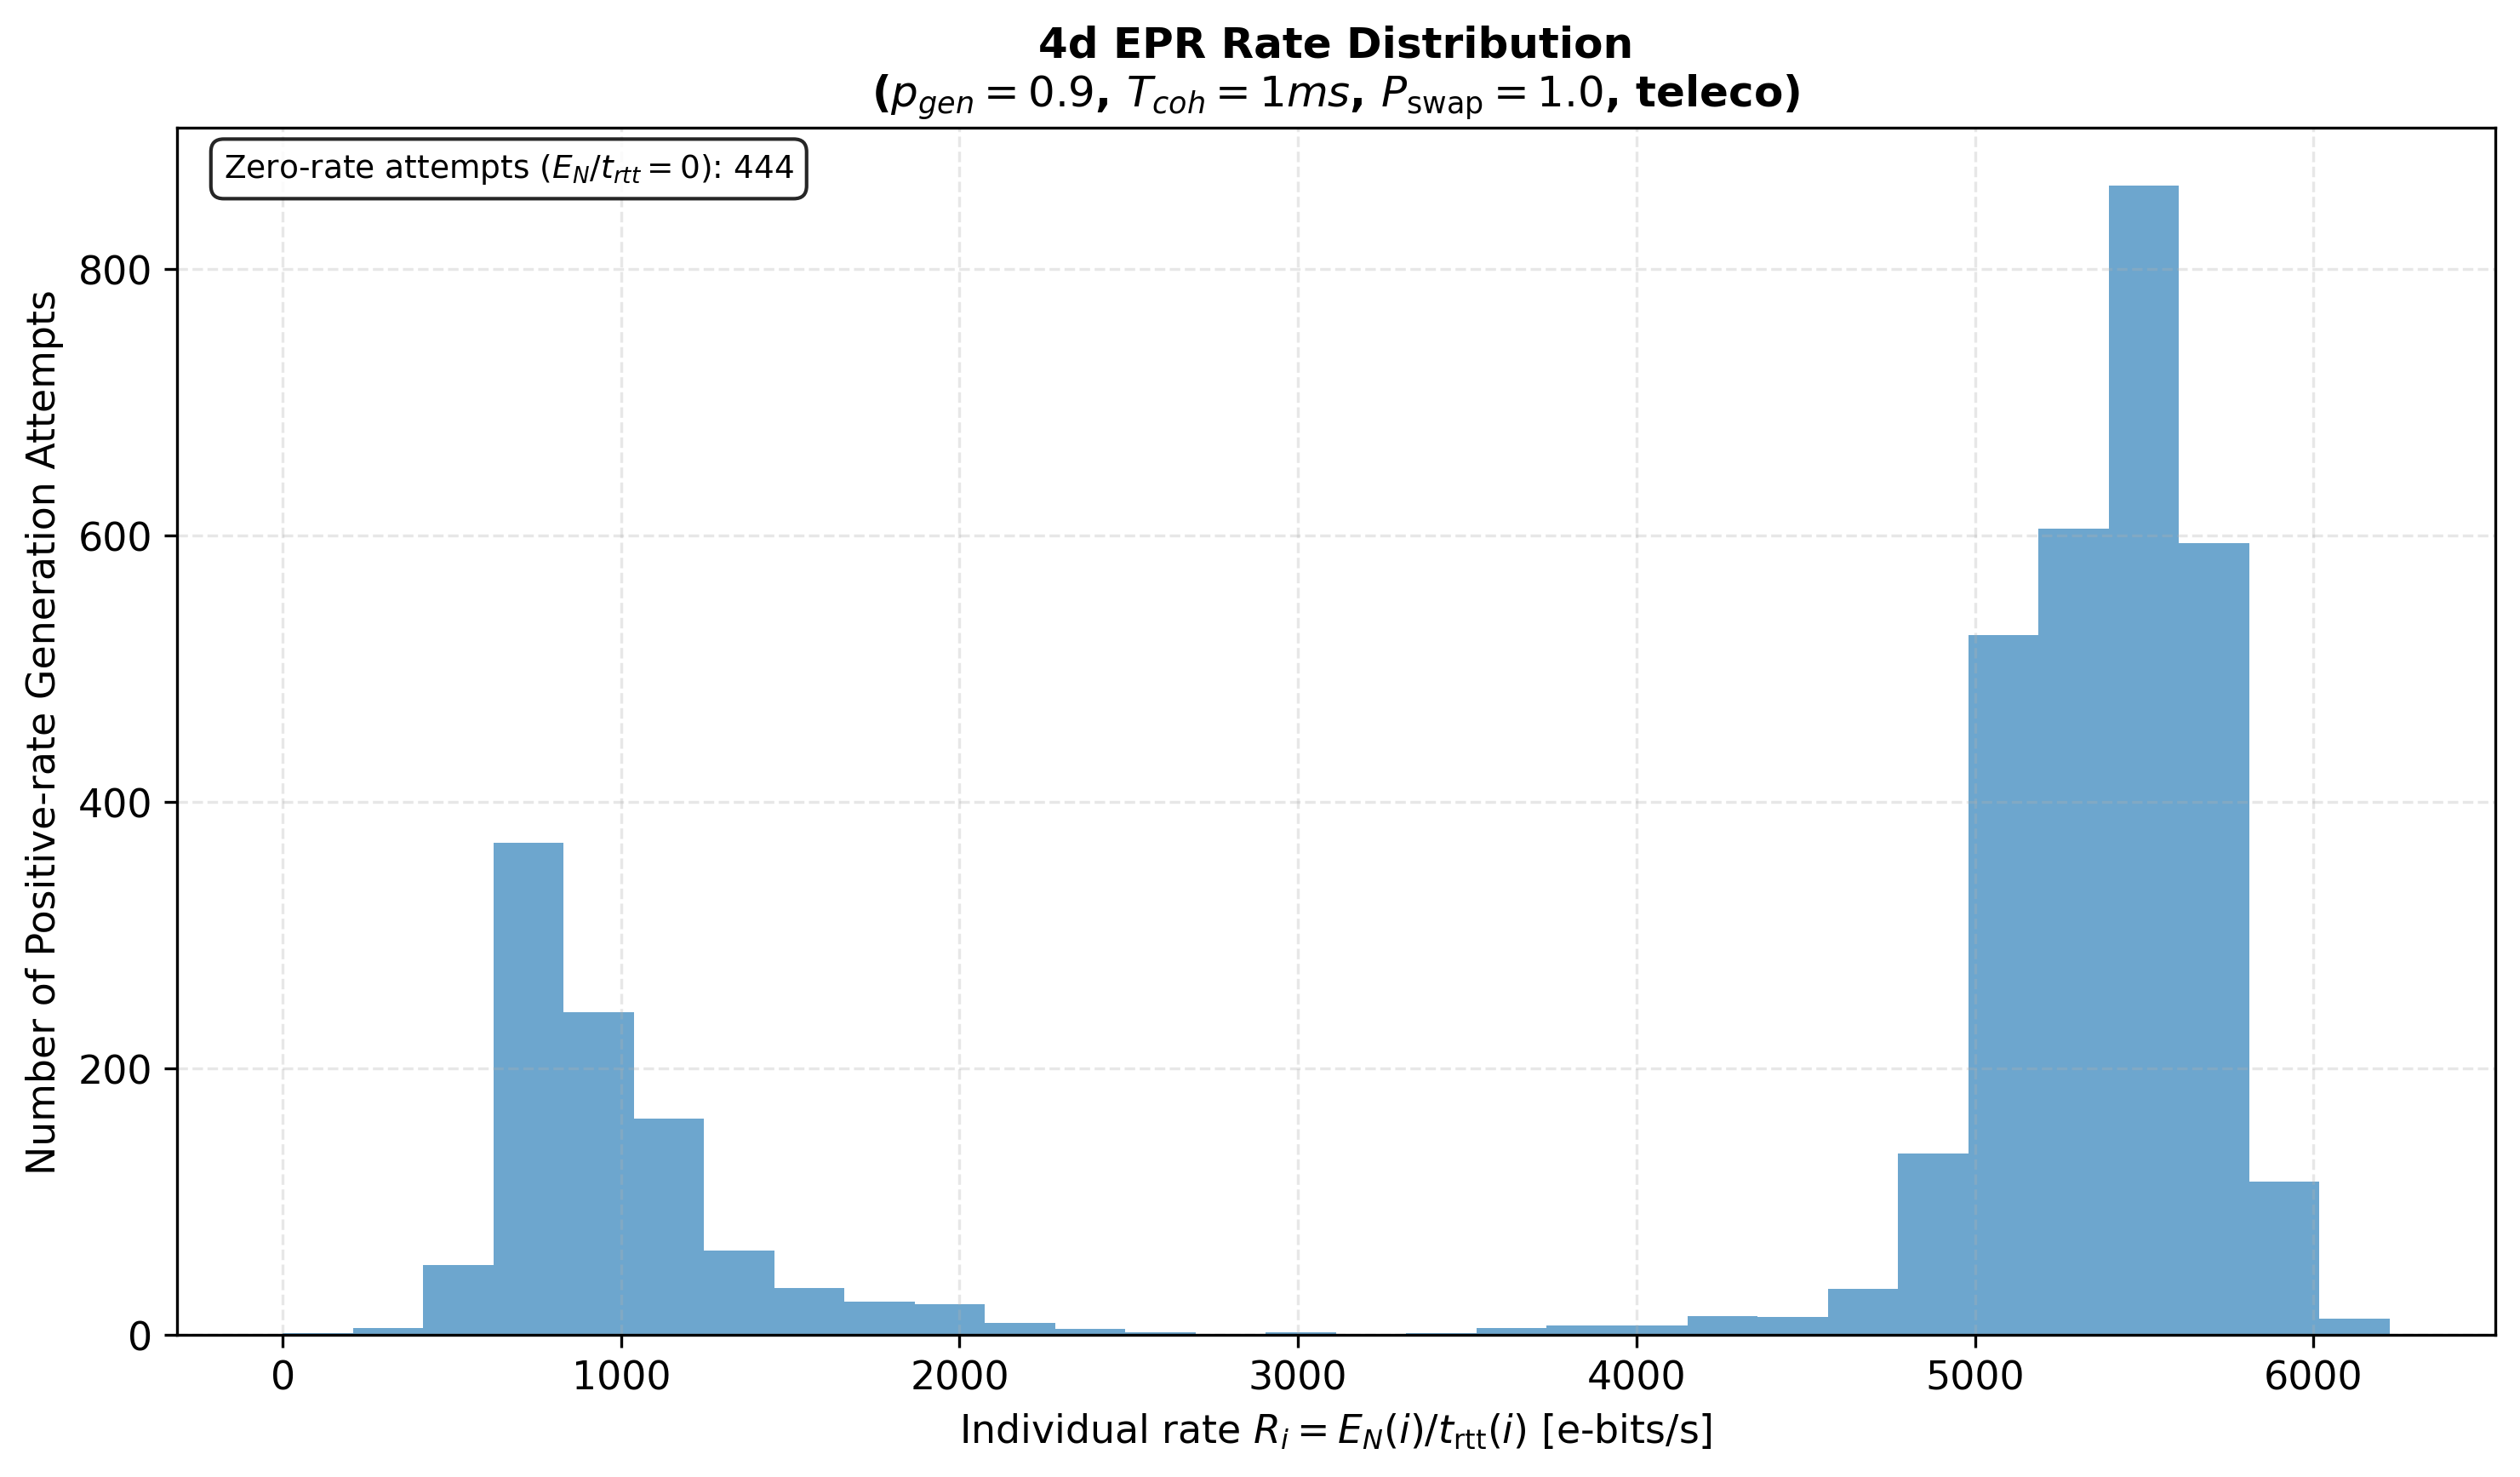 4d EPR Rate Distribution
(p_gen = 0.9, T_coh = 1ms, P_swap = 1.0, teleco)
Zero-rate attempts (E_N/t_rtt = 0): 444
Number of Positive-rate Generation Attempts
800
600
400
200
0
0 1000 2000 3000 4000 5000 6000
Individual rate R_i = E_N(i)/t_rtt(i) [e-bits/s]